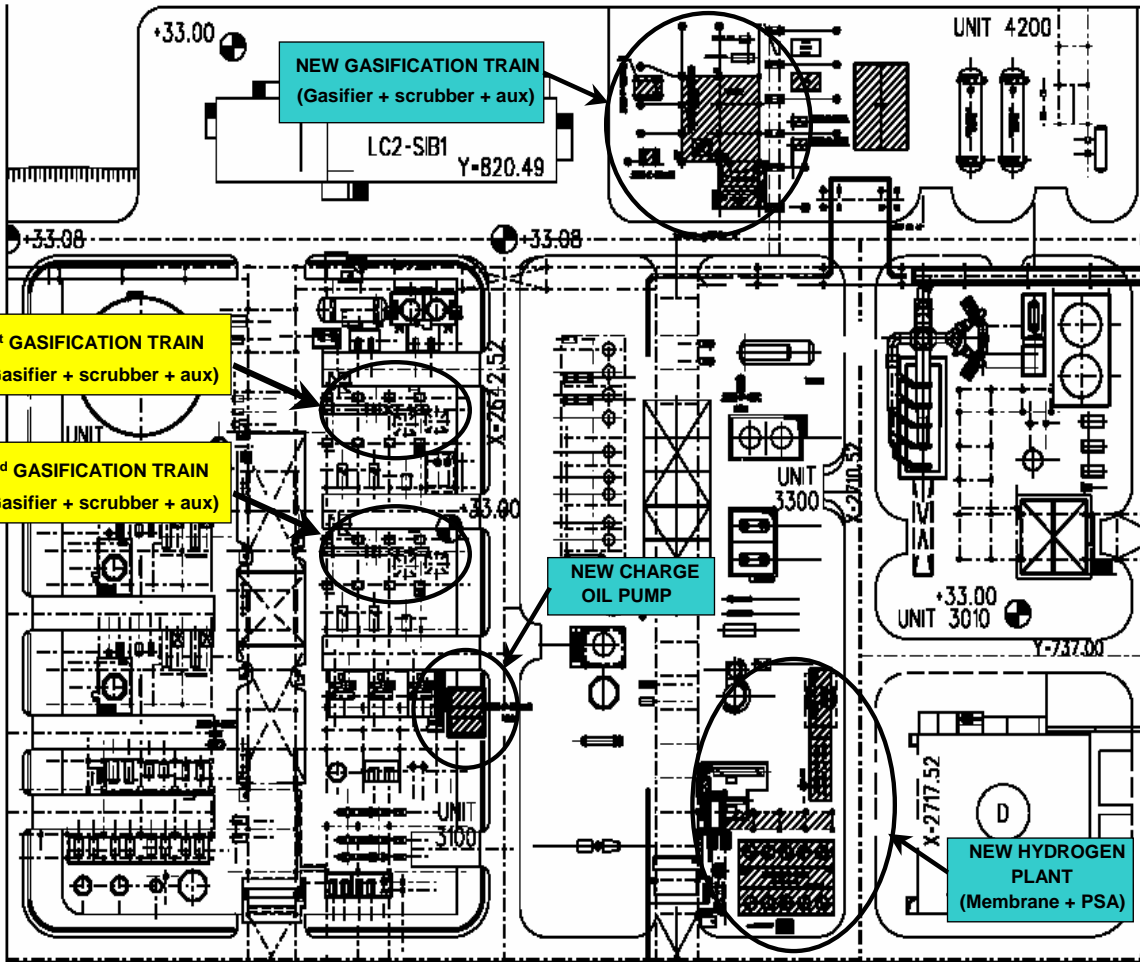 +33.00
UNIT 4200
NEW GASIFICATION TRAIN
(Gasifier + scrubber + aux)
LC2-SIB1
Y=820.49
+33.08
+33.08
GASIFICATION TRAIN
Gasifier + scrubber + aux)
X-2642.52
UNIT
GASIFICATION TRAIN
Gasifier + scrubber + aux)
UNIT
3300
+33.00
NEW CHARGE
OIL PUMP
+33.00
UNIT 3010
Y-737.00
X-2717.52
D
UNIT
3100
NEW HYDROGEN
PLANT
(Membrane + PSA)